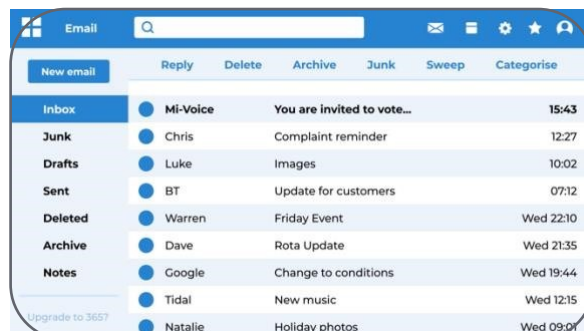 Email
New email
Reply Delete Archive Junk Sweep Categorise
Inbox
Junk
Drafts
Sent
Deleted
Archive
Notes
Upgrade to 365?
Mi-Voice You are invited to vote... 15:43
Chris Complaint reminder 12:27
Luke Images 10:02
BT Update for customers 07:12
Warren Friday Event Wed 22:10
Dave Rota Update Wed 21:35
Google Change to conditions Wed 19:44
Tidal New music Wed 12:15
Natalie Holiday photos Wed 09:01